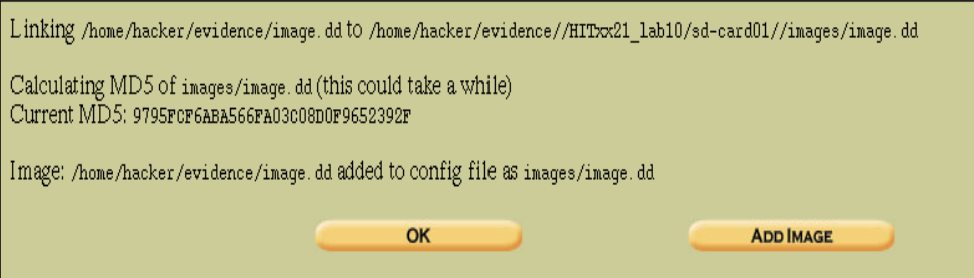 Linking /home/hacker/evidence/image.dd to /home/hacker/evidence//HITxx21_lab10/sd-card01//images/image.dd
Calculating MD5 of images/image.dd (this could take a while)
Current MD5: 9795FCF6ABA566FA03C08D0F9652392F
Image: /home/hacker/evidence/image.dd added to config file as images/image.dd
OK
ADD IMAGE